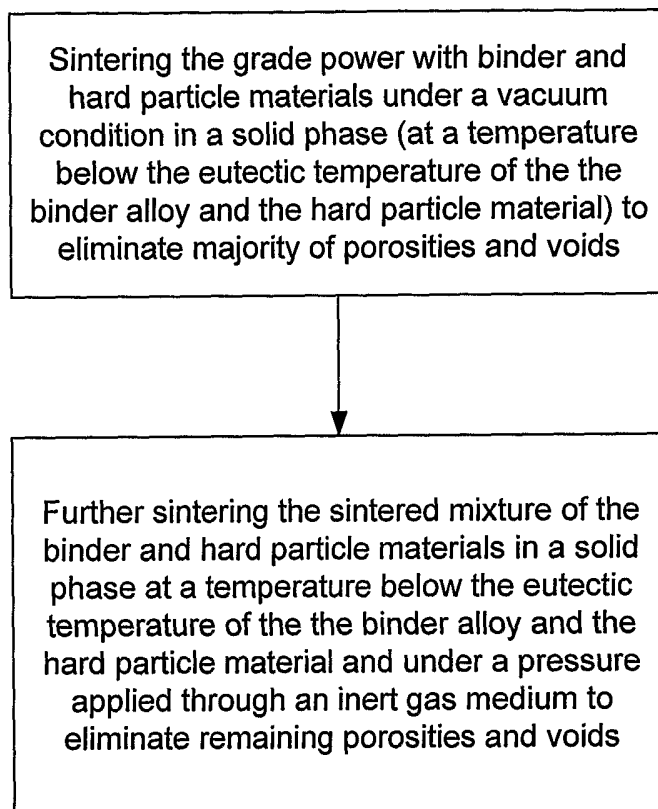 Sintering the grade power with binder and
hard particle materials under a vacuum
condition in a solid phase (at a temperature
below the eutectic temperature of the the
binder alloy and the hard particle material) to
eliminate majority of porosities and voids
Further sintering the sintered mixture of the
binder and hard particle materials in a solid
phase at a temperature below the eutectic
temperature of the the binder alloy and the
hard particle material and under a pressure
applied through an inert gas medium to
eliminate remaining porosities and voids